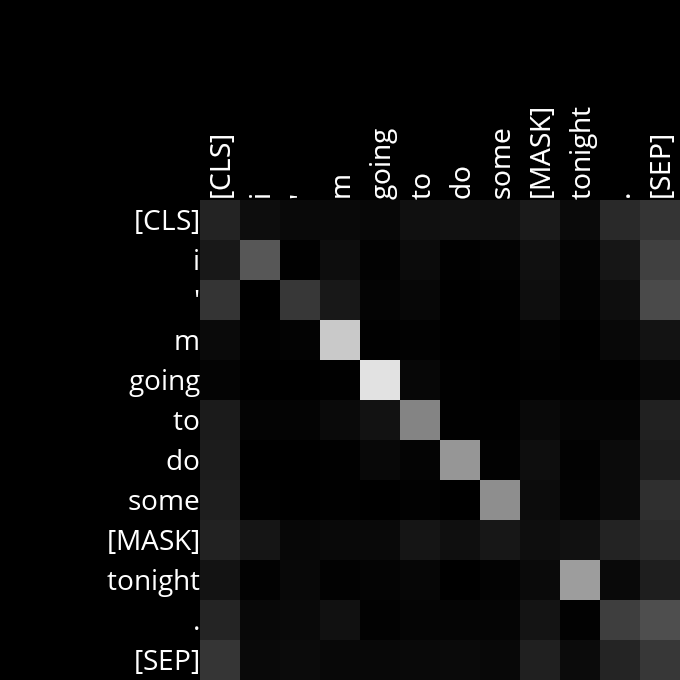 [CLS] i ' m going to do some [MASK] tonight . [SEP]
[CLS]
i
'
m
going
to
do
some
[MASK]
tonight
.
[SEP]